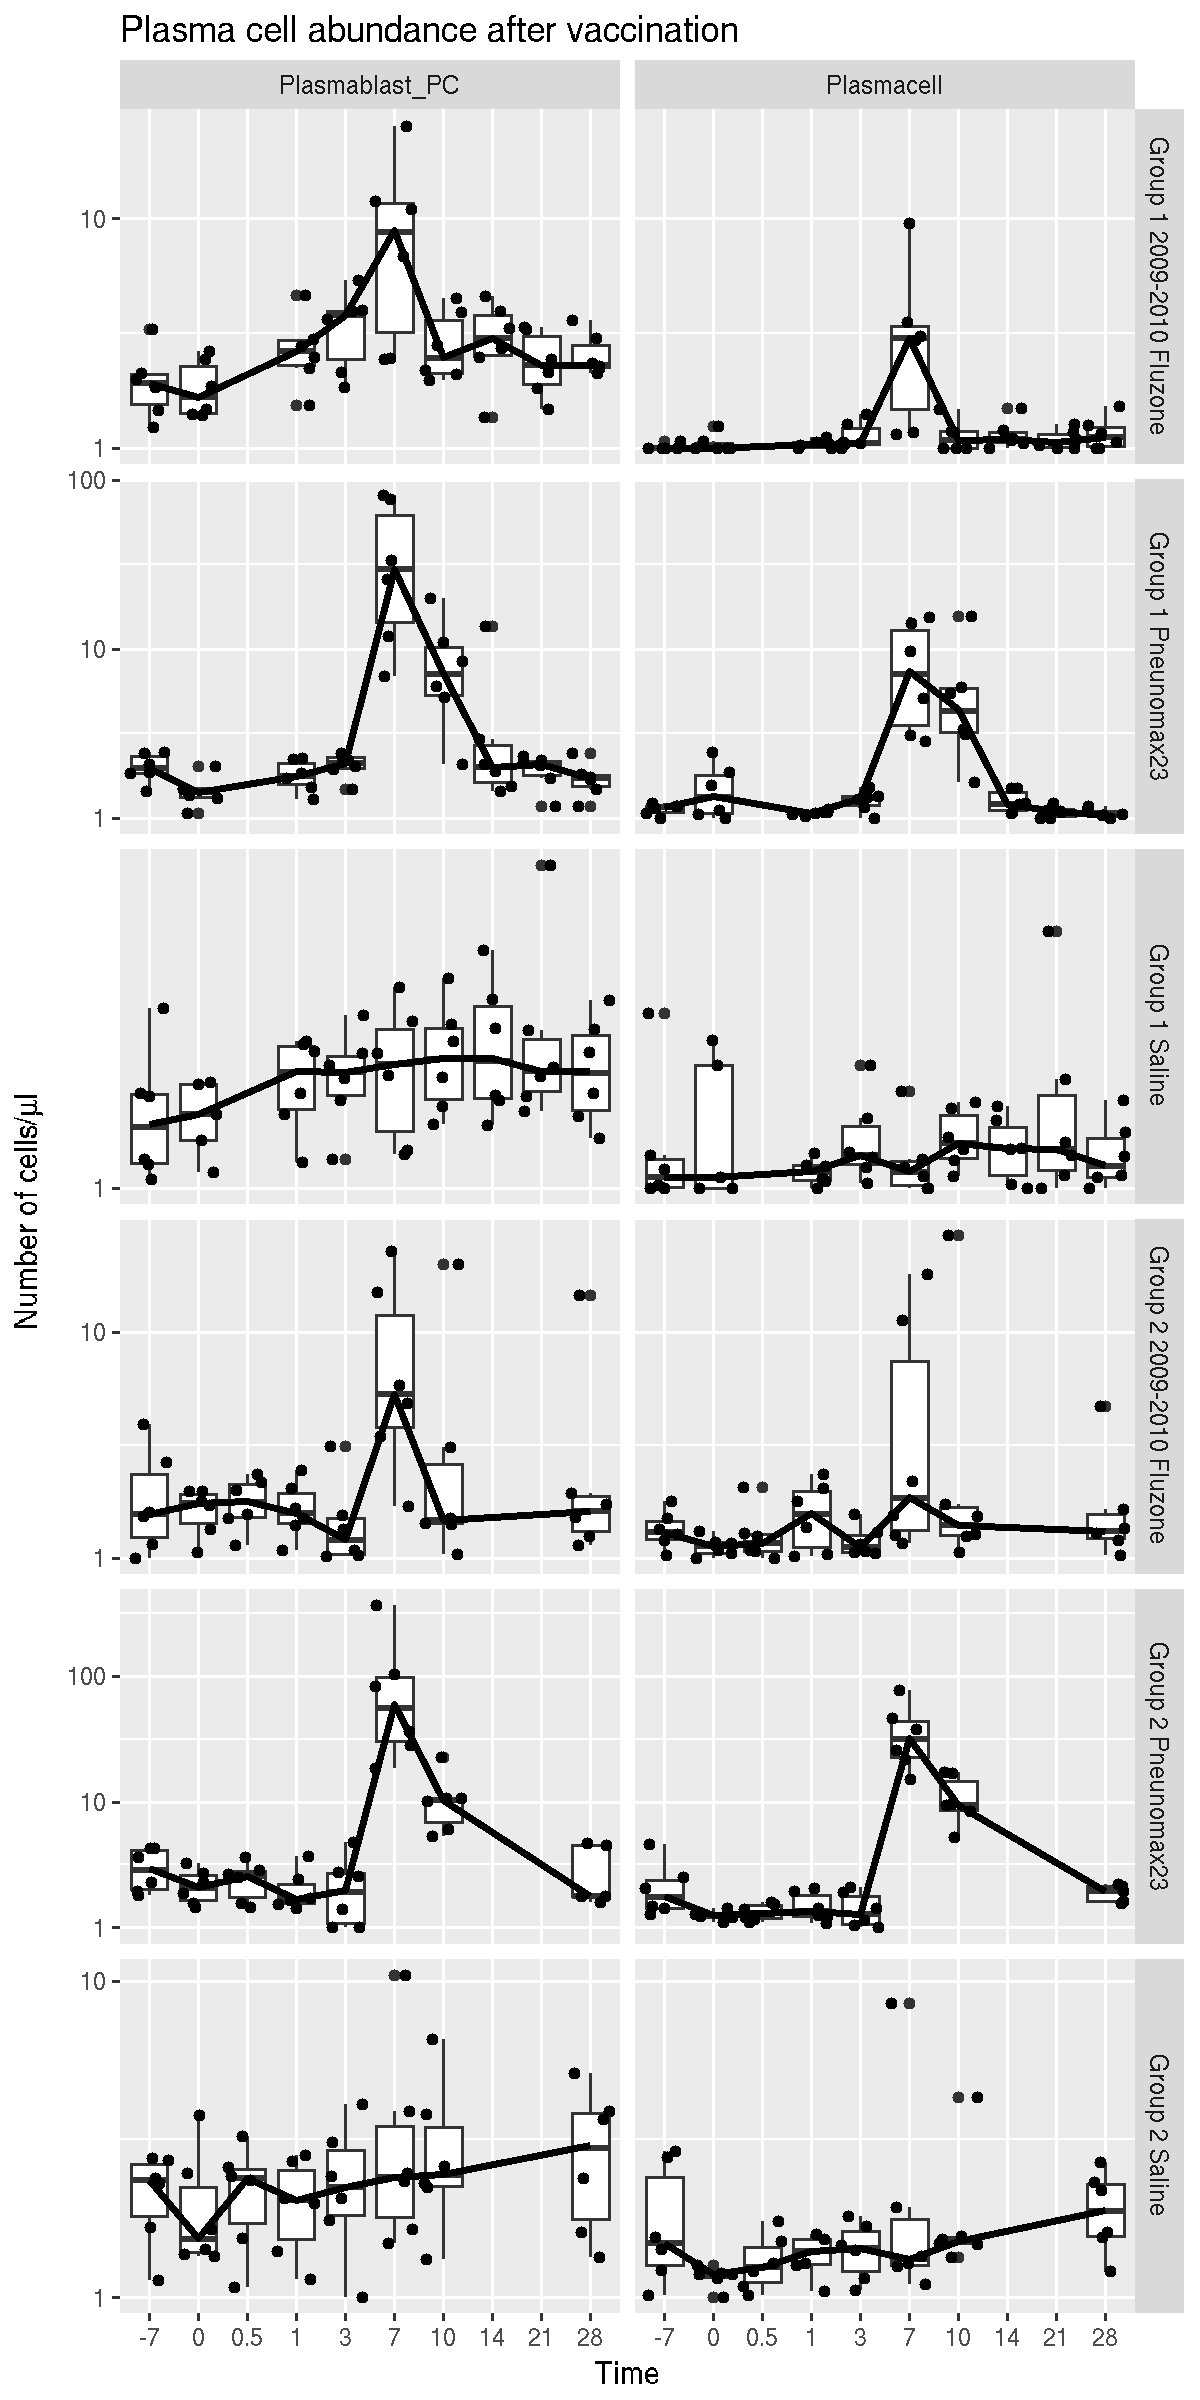 Plasma cell abundance after vaccination
Plasmablast_PC
Plasmacell
Number of cells/µl
10
1
Group 1 2009-2010 Fluzone
100
10
1
Group 1 Pneunomax23
1
Group 1 Saline
10
1
Group 2 2009-2010 Fluzone
100
10
1
Group 2 Pneunomax23
10
1
Group 2 Saline
-7 0 0.5 1 3 7 10 14 21 28
-7 0 0.5 1 3 7 10 14 21 28
Time